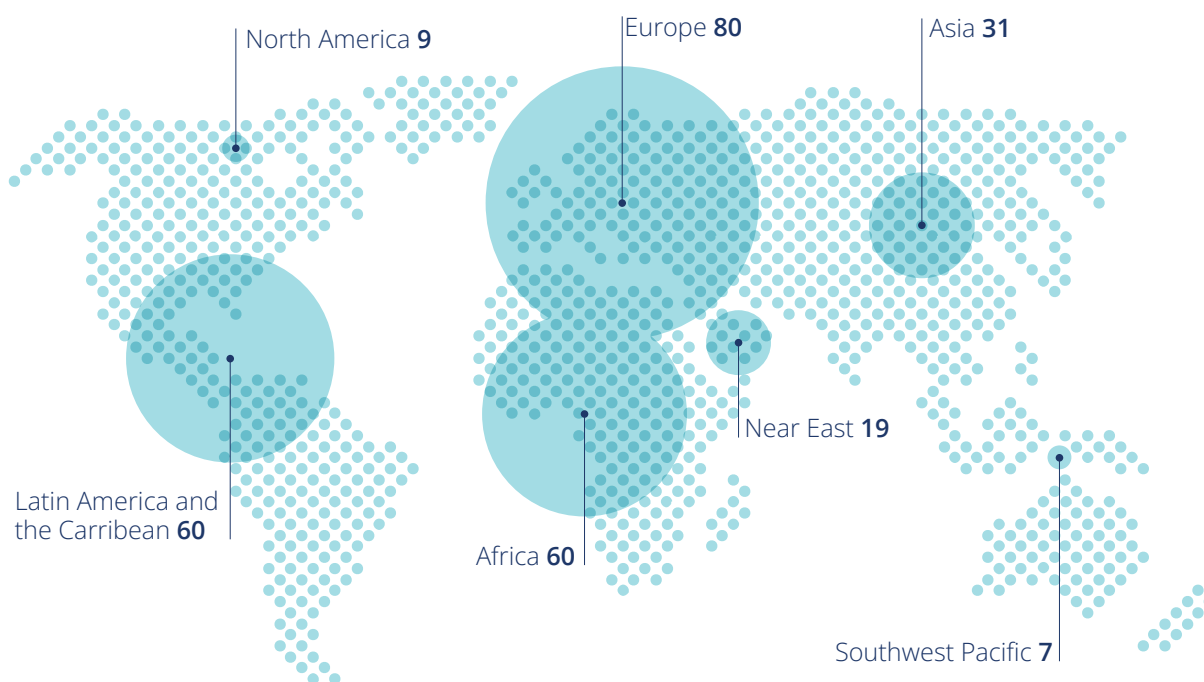 North America 9
Europe 80
Asia 31
Near East 19
Latin America and
the Carribean 60
Africa 60
Southwest Pacific 7